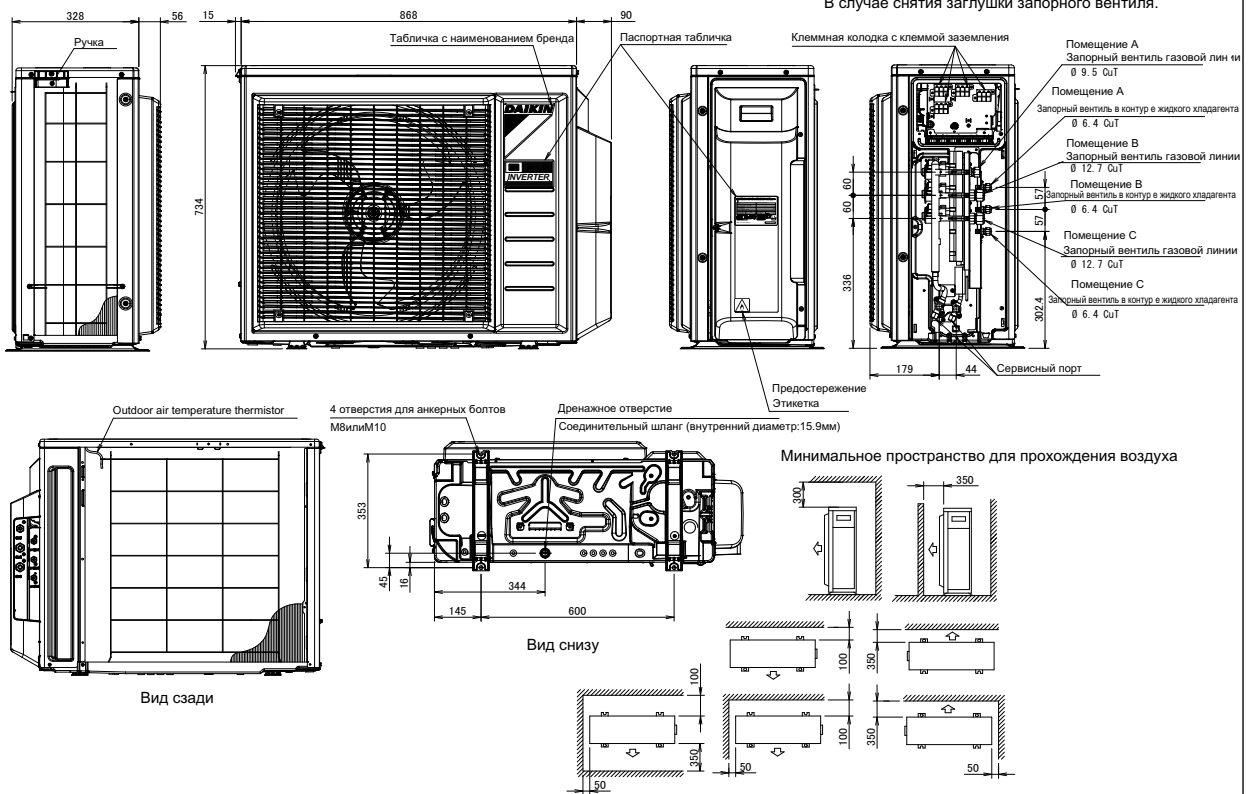 В случае снятия заглушки запорного вентиля.
328
56
15
868
90
Ручка
Табличка с наименованием бренда
Паспортная табличка
Клеммная колодка с клеммой заземления
734
DAIKIN
INVERTER
Помещение A
Запорный вентиль газовой лин ии
Ø 9.5 CuT
Помещение A
Запорный вентиль в контур е жидкого хладагента
Ø 6.4 CuT
Помещение B
Запорный вентиль газовой линии
Ø 12.7 CuT
Помещение B
Запорный вентиль в контур е жидкого хладагента
Ø 6.4 CuT
Помещение C
Запорный вентиль газовой линии
Ø 12.7 CuT
Помещение C
Запорный вентиль в контур е жидкого хладагента
Ø 6.4 CuT
60
60
336
57
57
302.4
179
44
Сервисный порт
Предостережение
Этикетка
Outdoor air temperature thermistor
4 отверстия для анкерных болтов
M8илиM10
Дренажное отверстие
Соединительный шланг (внутренний диаметр:15.9мм)
353
45
16
344
145
600
Вид снизу
Вид сзади
Минимальное пространство для прохождения воздуха
300
350
100
350
100
350
50
100
50
350
50